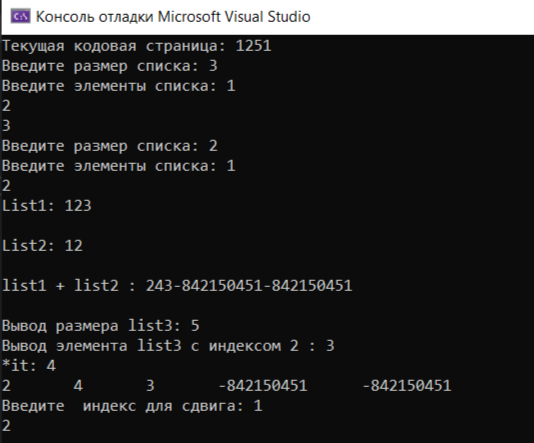 Консоль отладки Microsoft Visual Studio
Текущая кодовая страница: 1251
Введите размер списка: 3
Введите элементы списка: 1
2
3
Введите размер списка: 2
Введите элементы списка: 1
2
List1: 123
List2: 12
list1 + list2 : 243-842150451-842150451
Вывод размера list3: 5
Вывод элемента list3 с индексом 2 : 3
*it: 4
2 4 3 -842150451 -842150451
Введите  индекс для сдвига: 1
2